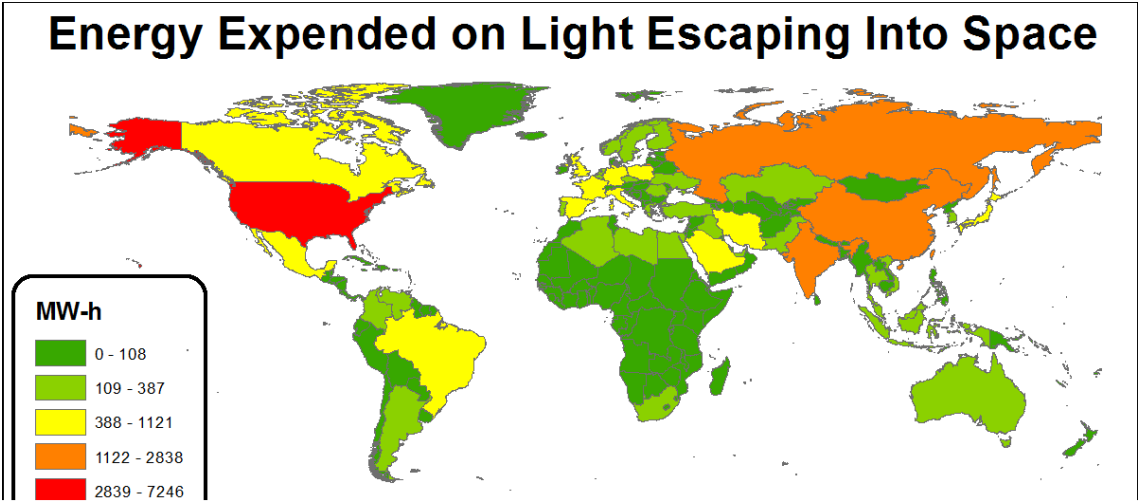 Energy Expended on Light Escaping Into Space
MW-h
0 - 108
109 - 387
388 - 1121
1122 - 2838
2839 - 7246